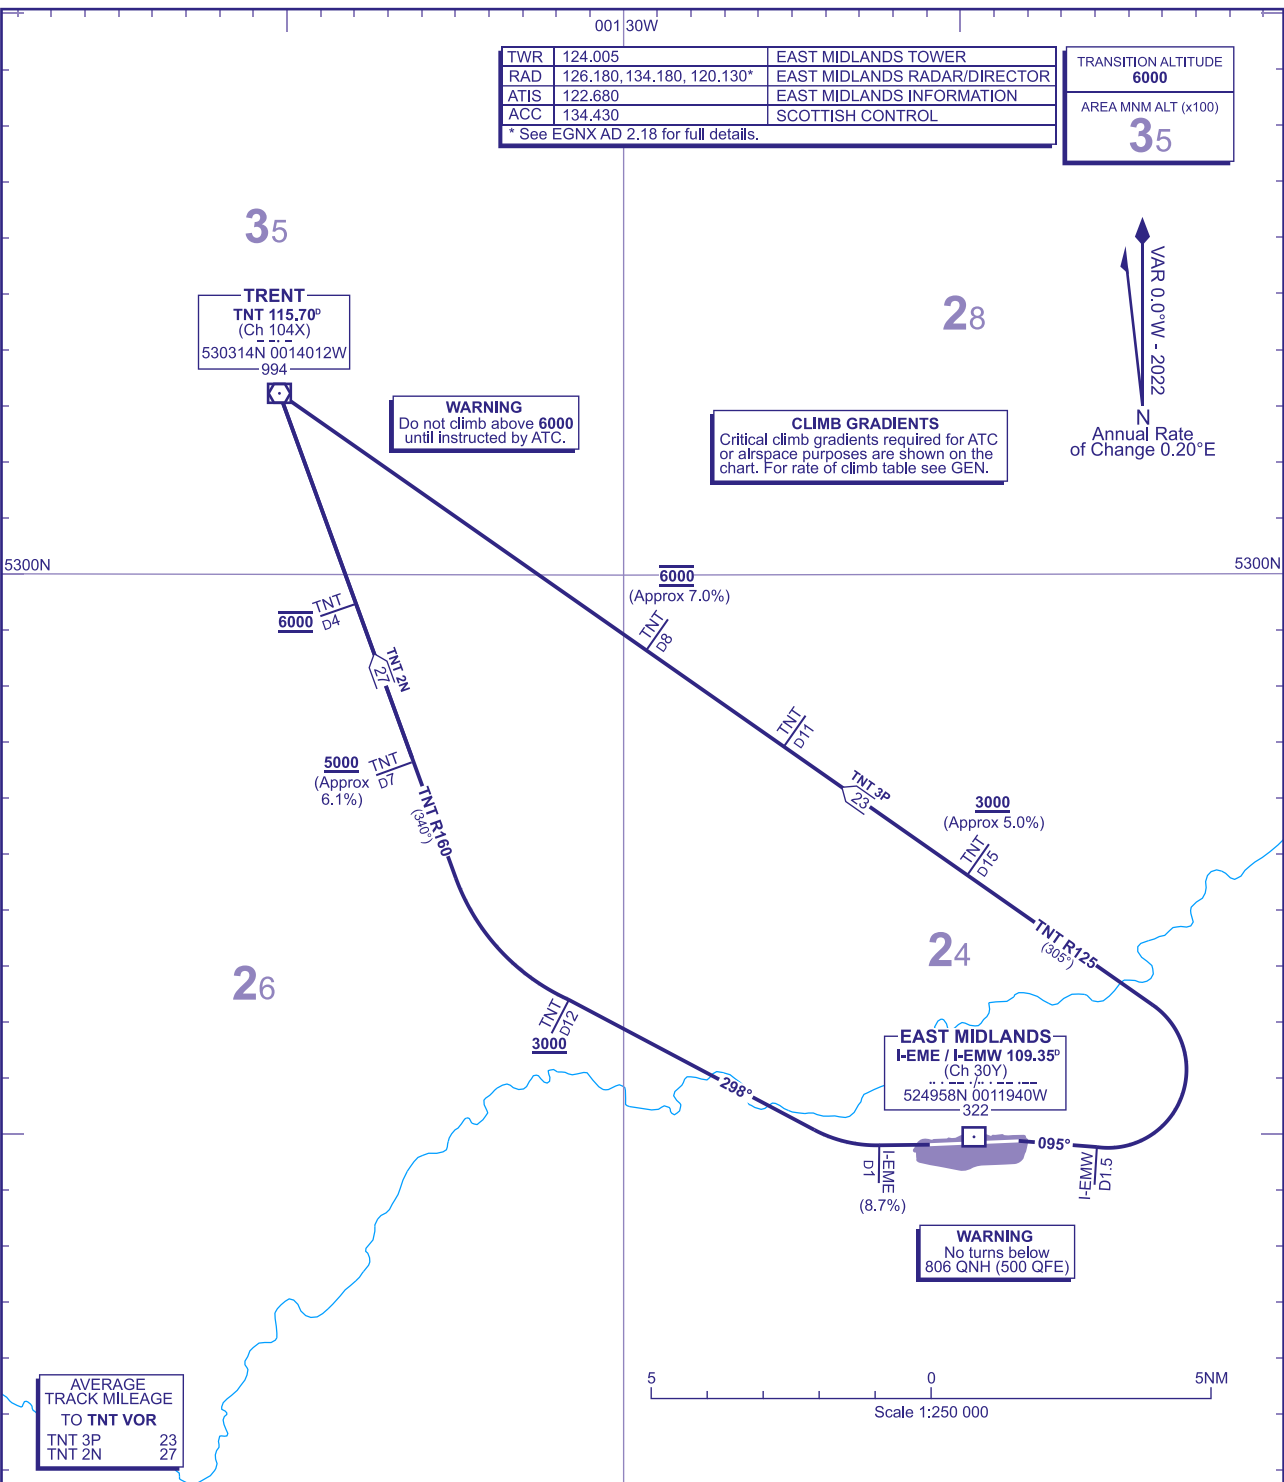 001 30W
TWR 124.005 EAST MIDLANDS TOWER
RAD 126.180, 134.180, 120.130* EAST MIDLANDS RADAR/DIRECTOR
ATIS 122.680 EAST MIDLANDS INFORMATION
ACC 134.430 SCOTTISH CONTROL
* See EGNX AD 2.18 for full details.
TRANSITION ALTITUDE
6000
AREA MNM ALT (x100)
35
35
28
VAR 0.0°W - 2022
N
Annual Rate
of Change 0.20°E
TRENT
TNT 115.70ᴰ
(Ch 104X)
530314N 0014012W
994
WARNING
Do not climb above 6000
until instructed by ATC.
CLIMB GRADIENTS
Critical climb gradients required for ATC
or airspace purposes are shown on the
chart. For rate of climb table see GEN.
5300N
5300N
6000
(Approx 7.0%)
TNT
D8
6000
TNT
D4
TNT 2N
27
5000
(Approx
6.1%)
TNT
D7
TNT R160
(340°)
TNT
D11
TNT 3P
23
3000
(Approx 5.0%)
TNT
D15
TNT R125
(305°)
24
26
TNT
D12
3000
298°
EAST MIDLANDS
I-EME / I-EMW 109.35ᴰ
(Ch 30Y)
524958N 0011940W
322
095°
I-EME
D1
(8.7%)
I-EMW
D1.5
WARNING
No turns below
806 QNH (500 QFE)
5 0 5NM
Scale 1:250 000
AVERAGE
TRACK MILEAGE
TO TNT VOR
TNT 3P 23
TNT 2N 27